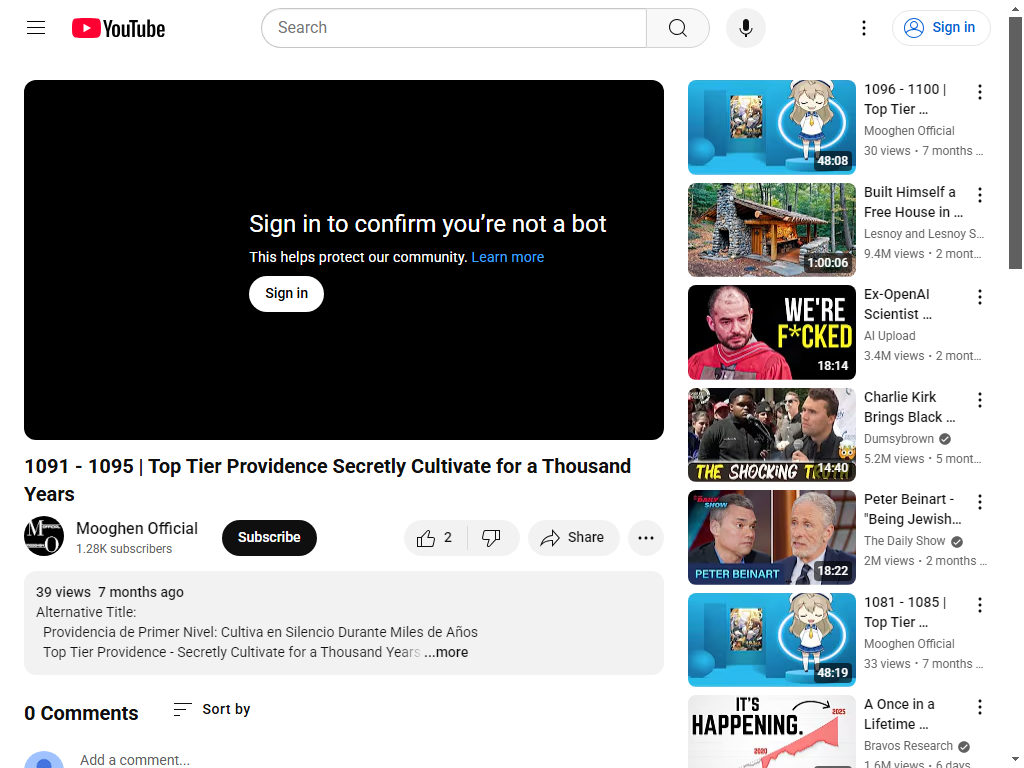 YouTube
Search
Sign in
Sign in to confirm you're not a bot
This helps protect our community. Learn more
Sign in
1091 - 1095 | Top Tier Providence Secretly Cultivate for a Thousand
Years
Mooghen Official
1.28K subscribers
Subscribe
2
Share
39 views 7 months ago
Alternative Title:
Providencia de Primer Nivel: Cultiva en Silencio Durante Miles de Años
Top Tier Providence - Secretly Cultivate for a Thousand Years ...more
0 Comments
Sort by
Add a comment...
48:08
1096 - 1100 |
Top Tier ...
Mooghen Official
30 views • 7 months ...
1:00:06
Built Himself a
Free House in ...
Lesnoy and Lesnoy S...
9.4M views • 2 mont...
WE'RE
F*CKED
18:14
Ex-OpenAI
Scientist ...
AI Upload
3.4M views • 2 mont...
THE SHOCKING
14:40
Charlie Kirk
Brings Black ...
Dumsybrown
5.2M views • 5 mont...
THE DAILY
SHOW
PETER BEINART
18:22
Peter Beinart -
"Being Jewish...
The Daily Show
2M views • 2 months ...
48:19
1081 - 1085 |
Top Tier ...
Mooghen Official
33 views • 7 months ...
IT'S
HAPPENING.
2025
2020
A Once in a
Lifetime ...
Bravos Research
1.6M views • 6 days